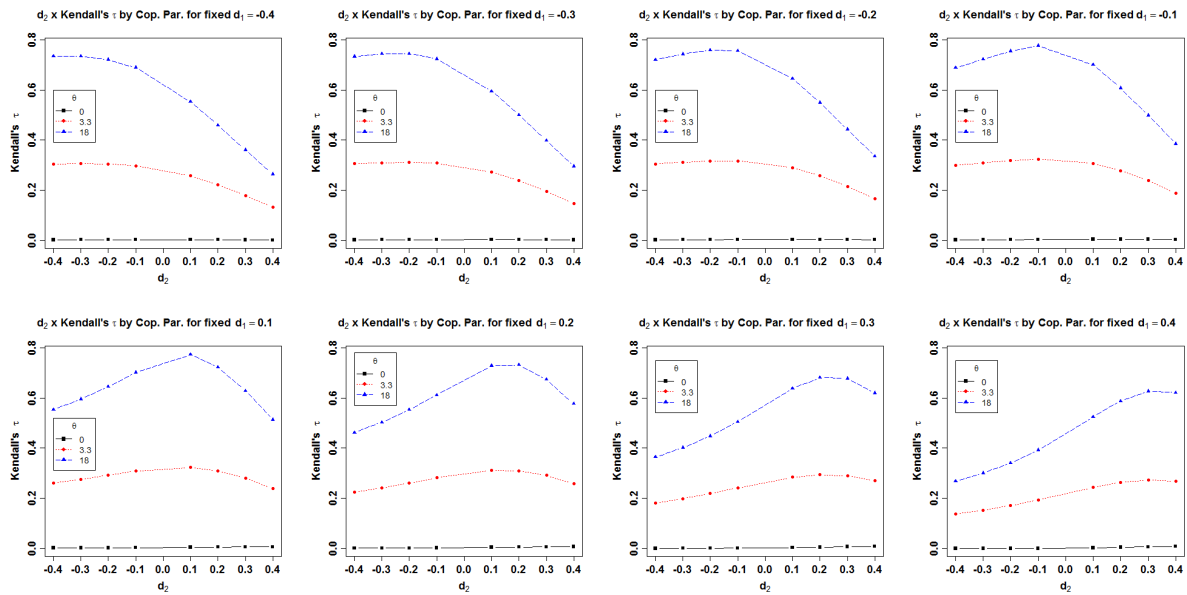 d₂ x Kendall's τ by Cop. Par. for fixed d₁ = -0.4
Kendall's τ
0.8
0.6
0.4
0.2
0.0
θ
0
3.3
18
-0.4 -0.3 -0.2 -0.1 0.0 0.1 0.2 0.3 0.4
d₂
d₂ x Kendall's τ by Cop. Par. for fixed d₁ = -0.3
Kendall's τ
0.8
0.6
0.4
0.2
0.0
θ
0
3.3
18
-0.4 -0.3 -0.2 -0.1 0.0 0.1 0.2 0.3 0.4
d₂
d₂ x Kendall's τ by Cop. Par. for fixed d₁ = -0.2
Kendall's τ
0.8
0.6
0.4
0.2
0.0
θ
0
3.3
18
-0.4 -0.3 -0.2 -0.1 0.0 0.1 0.2 0.3 0.4
d₂
d₂ x Kendall's τ by Cop. Par. for fixed d₁ = -0.1
Kendall's τ
0.8
0.6
0.4
0.2
0.0
θ
0
3.3
18
-0.4 -0.3 -0.2 -0.1 0.0 0.1 0.2 0.3 0.4
d₂
d₂ x Kendall's τ by Cop. Par. for fixed d₁ = 0.1
Kendall's τ
0.8
0.6
0.4
0.2
0.0
θ
0
3.3
18
-0.4 -0.3 -0.2 -0.1 0.0 0.1 0.2 0.3 0.4
d₂
d₂ x Kendall's τ by Cop. Par. for fixed d₁ = 0.2
Kendall's τ
0.8
0.6
0.4
0.2
0.0
θ
0
3.3
18
-0.4 -0.3 -0.2 -0.1 0.0 0.1 0.2 0.3 0.4
d₂
d₂ x Kendall's τ by Cop. Par. for fixed d₁ = 0.3
Kendall's τ
0.8
0.6
0.4
0.2
0.0
θ
0
3.3
18
-0.4 -0.3 -0.2 -0.1 0.0 0.1 0.2 0.3 0.4
d₂
d₂ x Kendall's τ by Cop. Par. for fixed d₁ = 0.4
Kendall's τ
0.8
0.6
0.4
0.2
0.0
θ
0
3.3
18
-0.4 -0.3 -0.2 -0.1 0.0 0.1 0.2 0.3 0.4
d₂